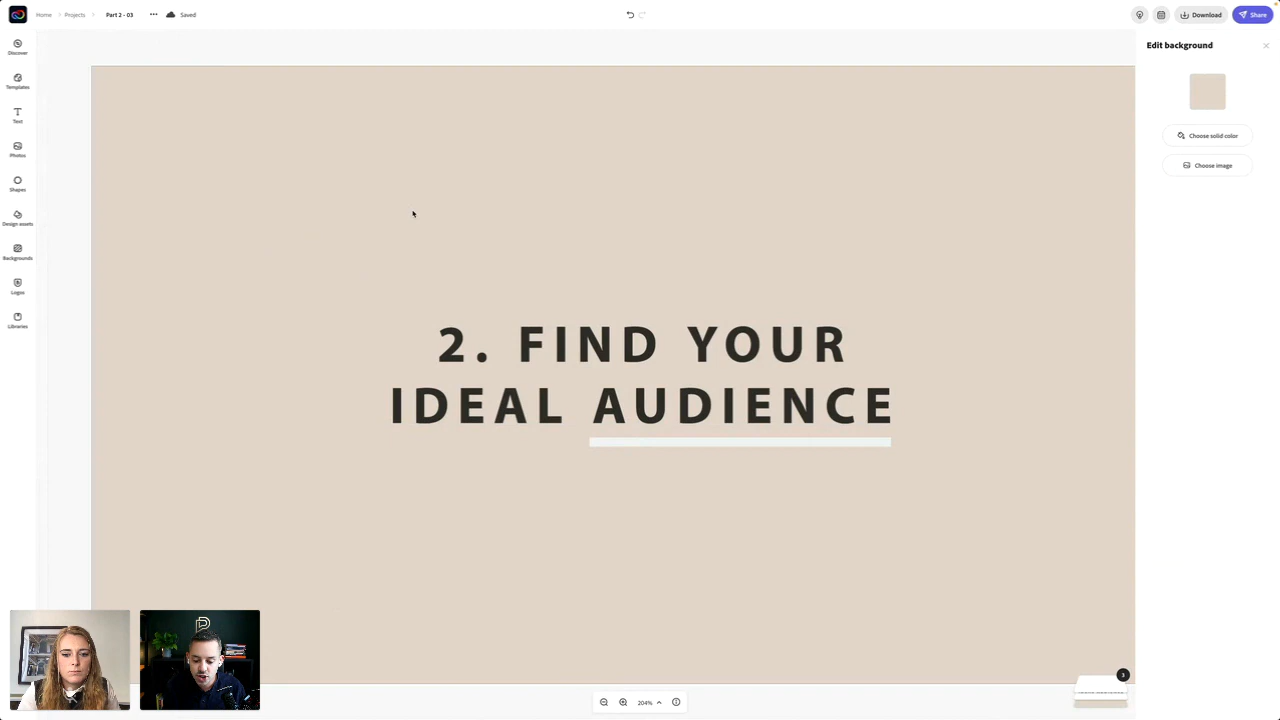 Home
Projects
Part 2 - 03
Saved
Download
Share
Discover
Templates
Text
Photos
Shapes
Design assets
Backgrounds
Logos
Libraries
Edit background
Choose solid color
Choose image
2. FIND YOUR
IDEAL AUDIENCE
204%
3